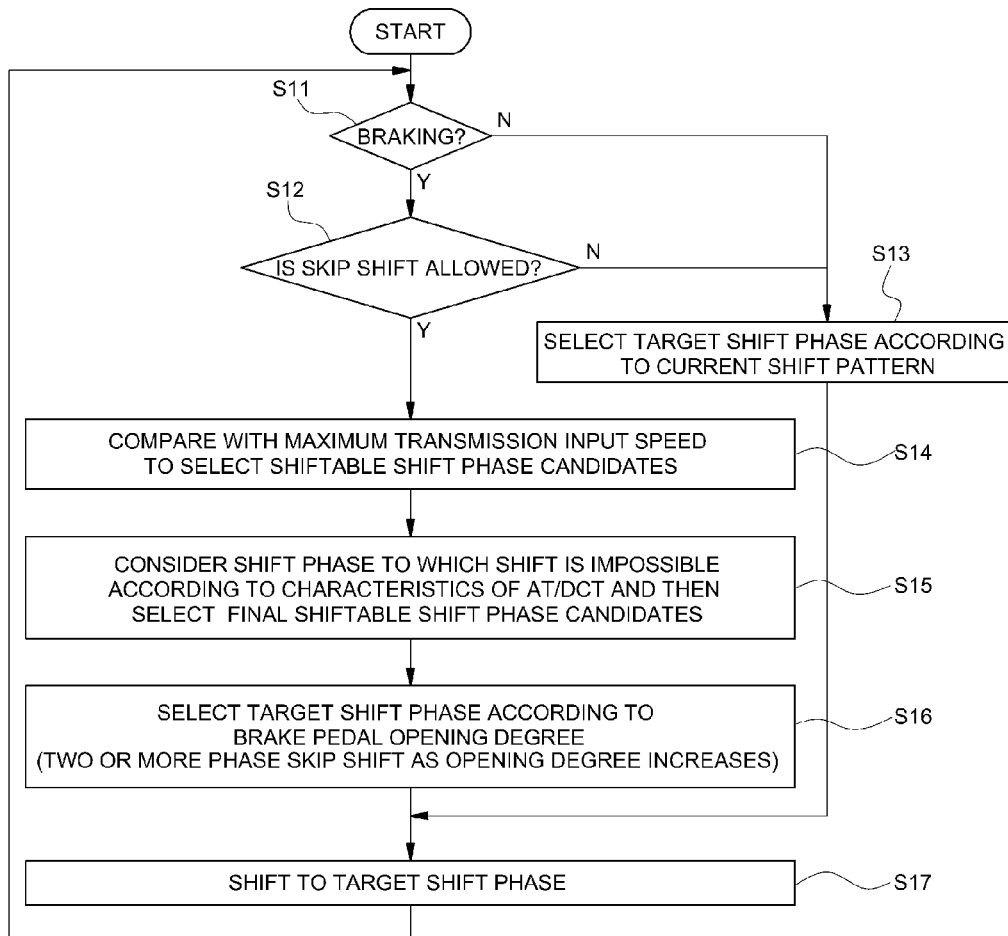 START
S11
BRAKING?
N
Y
S12
IS SKIP SHIFT ALLOWED?
N
Y
S13
SELECT TARGET SHIFT PHASE ACCORDING
TO CURRENT SHIFT PATTERN
COMPARE WITH MAXIMUM TRANSMISSION INPUT SPEED
TO SELECT SHIFTABLE SHIFT PHASE CANDIDATES
S14
CONSIDER SHIFT PHASE TO WHICH SHIFT IS IMPOSSIBLE
ACCORDING TO CHARACTERISTICS OF AT/DCT AND THEN
SELECT FINAL SHIFTABLE SHIFT PHASE CANDIDATES
S15
SELECT TARGET SHIFT PHASE ACCORDING TO
BRAKE PEDAL OPENING DEGREE
(TWO OR MORE PHASE SKIP SHIFT AS OPENING DEGREE INCREASES)
S16
SHIFT TO TARGET SHIFT PHASE
S17